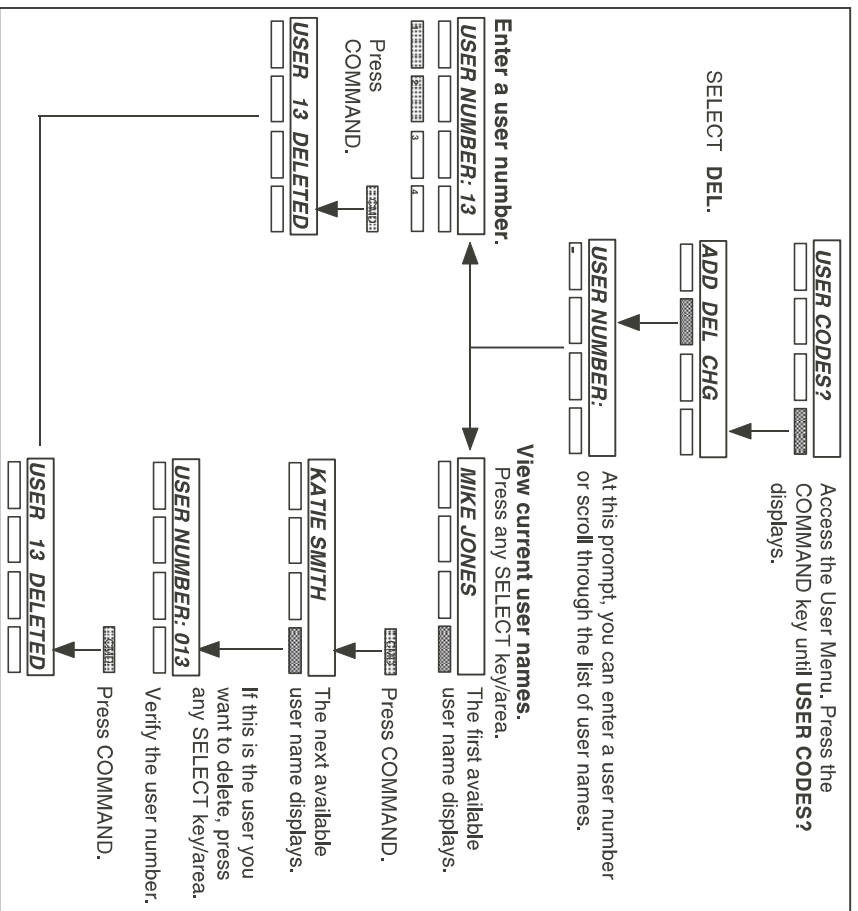 USER CODES?
Access the User Menu. Press the
COMMAND key until USER CODES?
displays.
SELECT DEL.
ADD DEL CHG
USER NUMBER:
At this prompt, you can enter a user number
or scroll through the list of user names.
Enter a user number.
USER NUMBER: 13
1 2 3 4
Press
COMMAND.
CMD
USER 13 DELETED
View current user names.
Press any SELECT key/area.
MIKE JONES
The first available
user name displays.
CMD
Press COMMAND.
KATIE SMITH
The next available
user name displays.
If this is the user you
want to delete, press
any SELECT key/area.
USER NUMBER: 013
Verify the user number.
CMD
Press COMMAND.
USER 13 DELETED